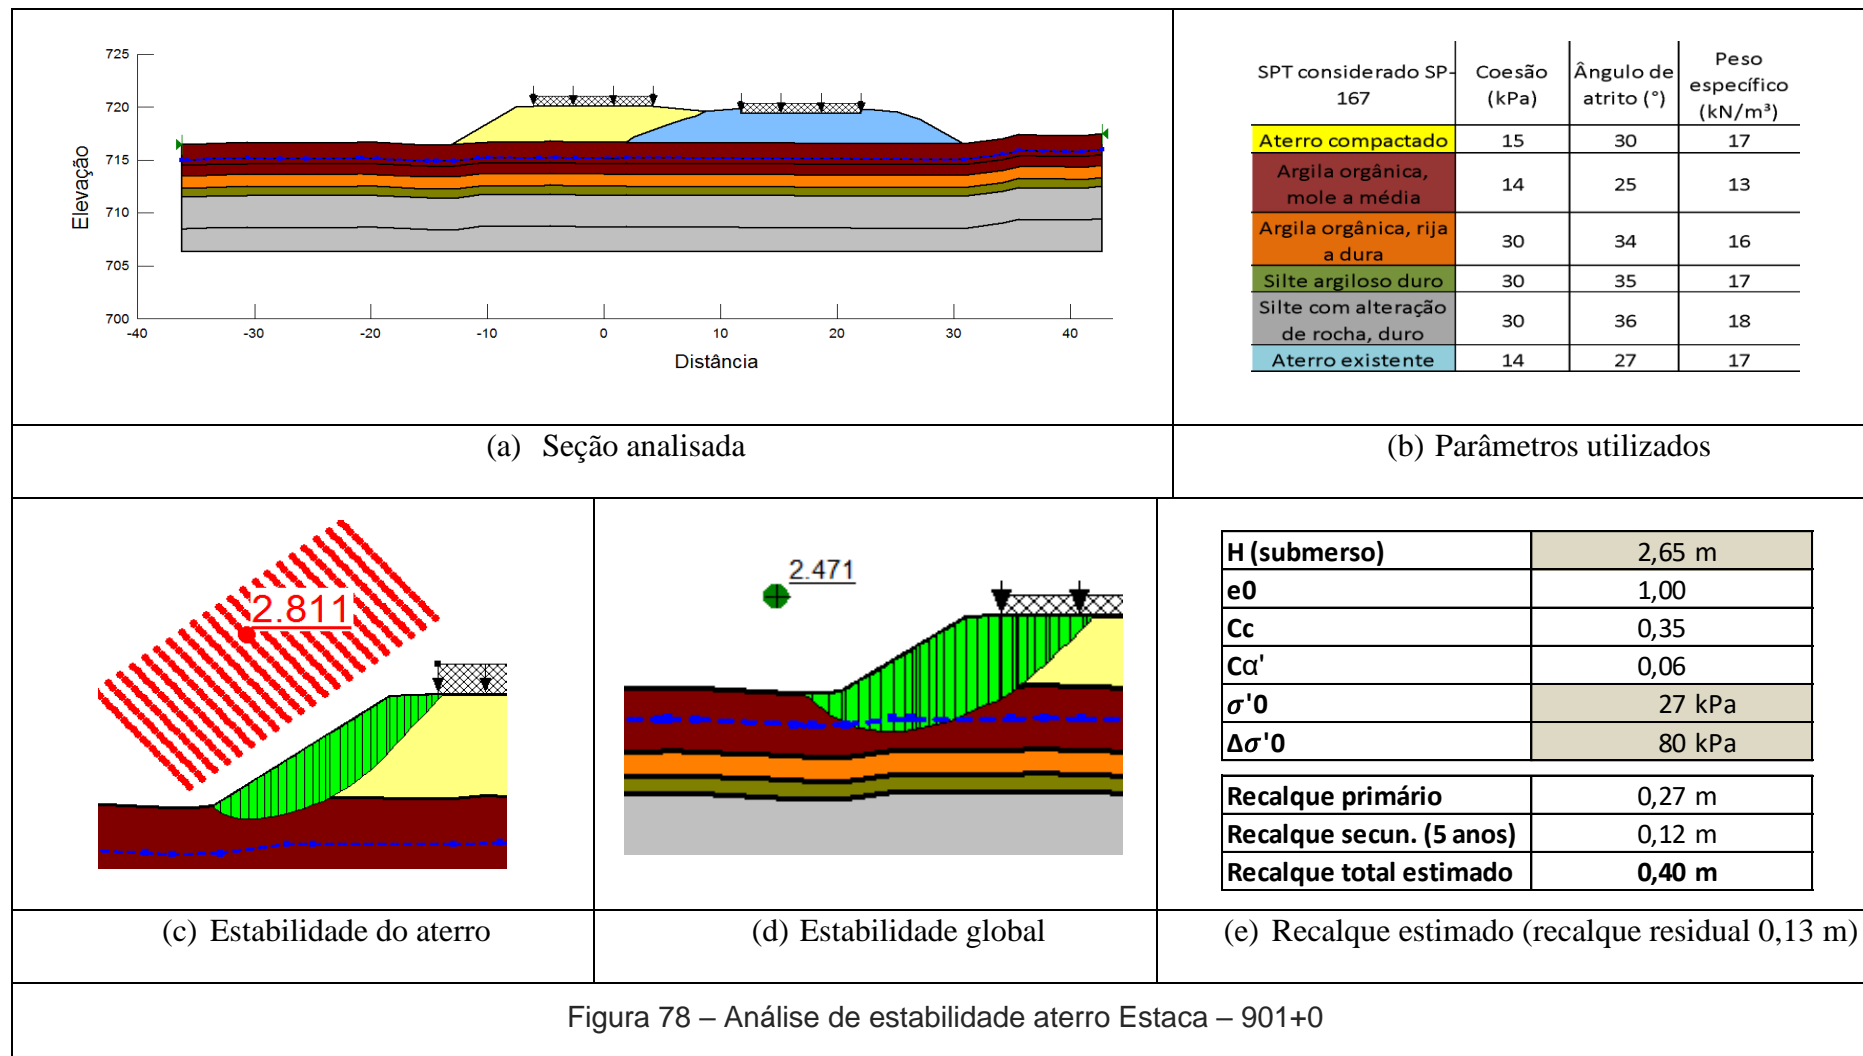 725
720
715
710
705
700
Elevação
-40 -30 -20 -10 0 10 20 30 40
Distância
SPT considerado SP-167
Coesão (kPa)
Ângulo de atrito (°)
Peso específico (kN/m³)
Aterro compactado 15 30 17
Argila orgânica, mole a média 14 25 13
Argila orgânica, rija a dura 30 34 16
Silte argiloso duro 30 35 17
Silte com alteração de rocha, duro 30 36 18
Aterro existente 14 27 17
(a) Seção analisada
(b) Parâmetros utilizados
2.811
2.471
H (submerso) 2,65 m
e0 1,00
Cc 0,35
Cα' 0,06
σ'0 27 kPa
Δσ'0 80 kPa
Recalque primário 0,27 m
Recalque secun. (5 anos) 0,12 m
Recalque total estimado 0,40 m
(c) Estabilidade do aterro
(d) Estabilidade global
(e) Recalque estimado (recalque residual 0,13 m)
Figura 78 – Análise de estabilidade aterro Estaca – 901+0